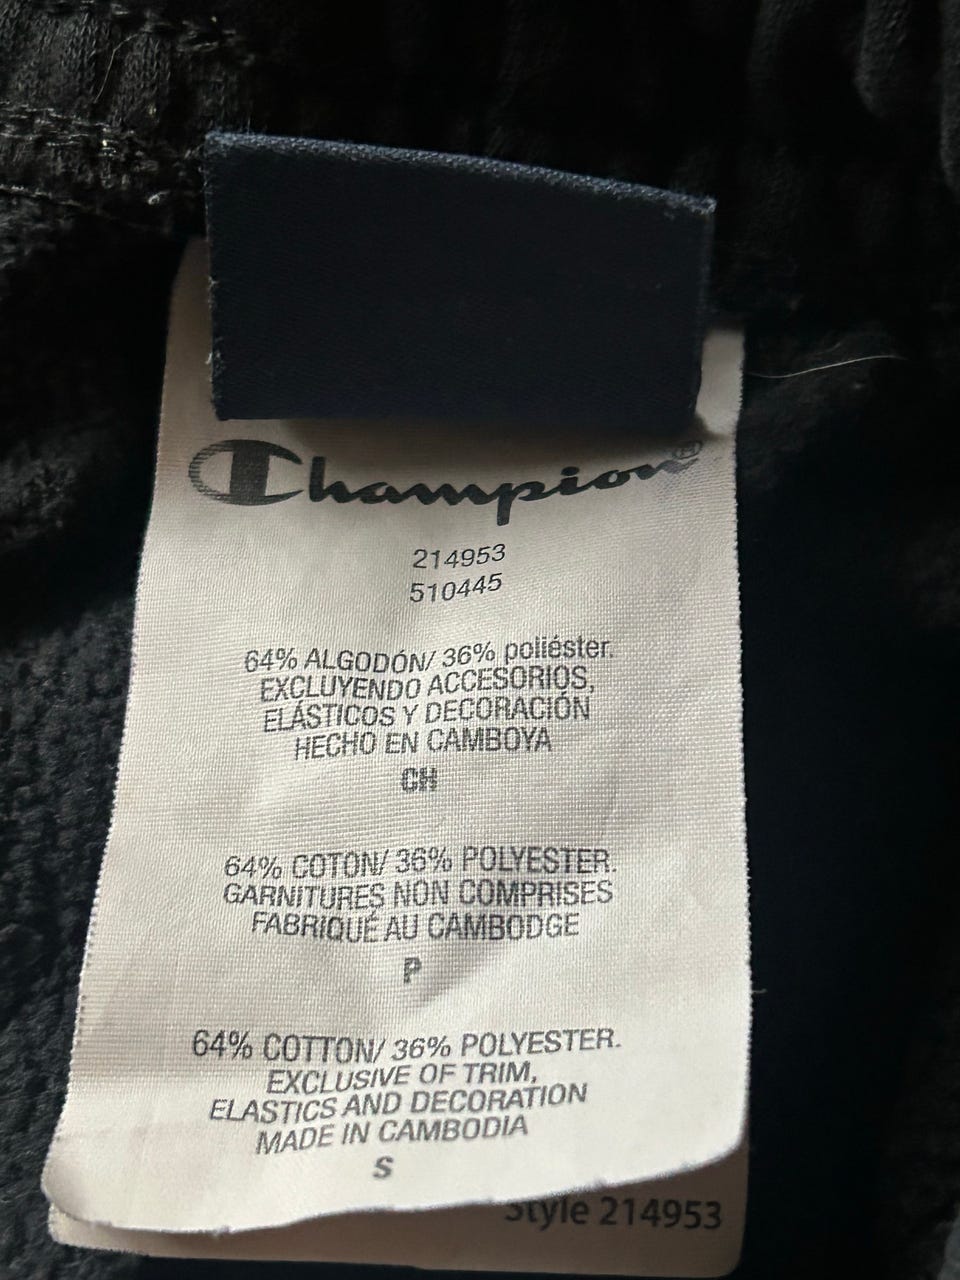 Champion®
214953
510445
64% ALGODÓN/ 36% poliéster.
EXCLUYENDO ACCESORIOS,
ELÁSTICOS Y DECORACIÓN
HECHO EN CAMBOYA
CH
64% COTON/ 36% POLYESTER.
GARNITURES NON COMPRISES
FABRIQUÉ AU CAMBODGE
P
64% COTTON/ 36% POLYESTER.
EXCLUSIVE OF TRIM,
ELASTICS AND DECORATION
MADE IN CAMBODIA
S
Style 214953